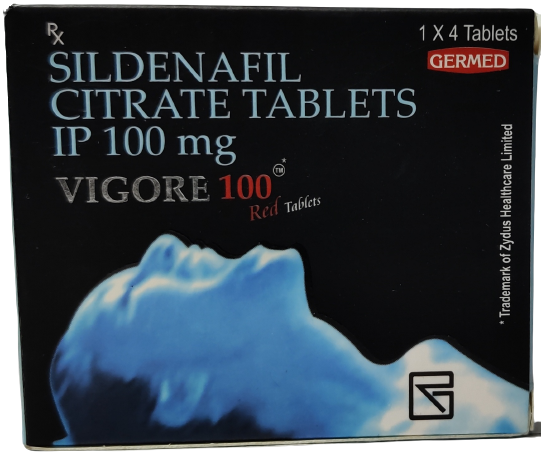 Rx
1 X 4 Tablets
GERMED
SILDENAFIL
CITRATE TABLETS
IP 100 mg
VIGORE 100 TM*
Red Tablets
* Trademark of Zydus Healthcare Limited